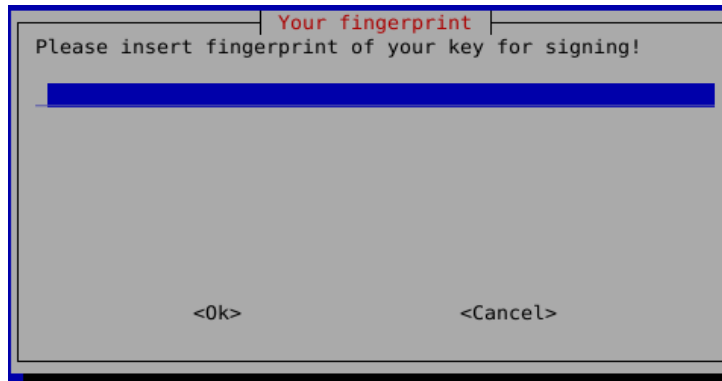 Your fingerprint
Please insert fingerprint of your key for signing!
<Ok> <Cancel>